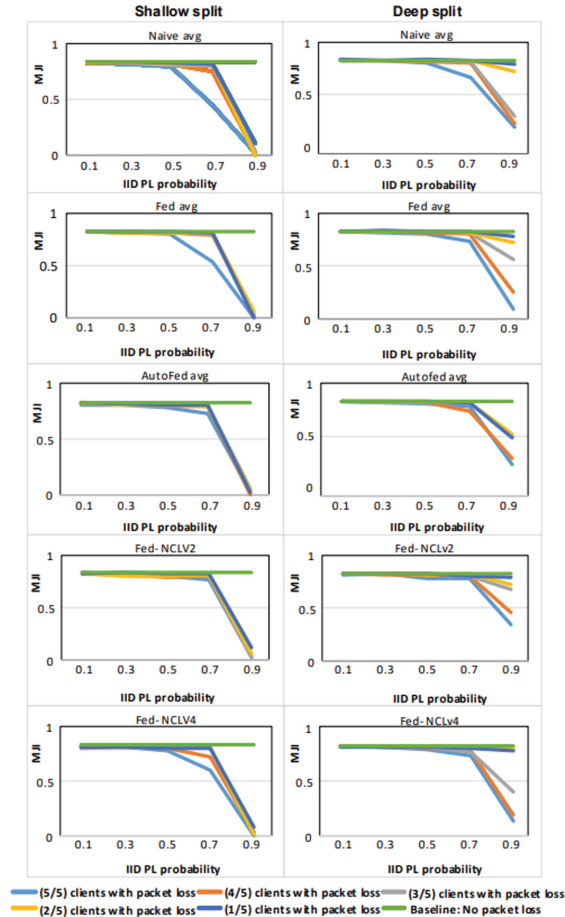 Shallow split
Deep split
Naive avg
MJI
1
0.5
0
0.1 0.3 0.5 0.7 0.9
IID PL probability
Naive avg
MJI
1
0.5
0
0.1 0.3 0.5 0.7 0.9
IID PL probability
Fed avg
MJI
1
0.5
0
0.1 0.3 0.5 0.7 0.9
IID PL probability
Fed avg
MJI
1
0.5
0
0.1 0.3 0.5 0.7 0.9
IID PL probability
AutoFed avg
MJI
1
0.5
0
0.1 0.3 0.5 0.7 0.9
IID PL probability
Autofed avg
MJI
1
0.5
0
0.1 0.3 0.5 0.7 0.9
IID PL probability
Fed- NCLV2
MJI
1
0.5
0
0.1 0.3 0.5 0.7 0.9
IID PL probability
Fed- NCLv2
MJI
1
0.5
0
0.1 0.3 0.5 0.7 0.9
IID PL probability
Fed- NCLV4
MJI
1
0.5
0
0.1 0.3 0.5 0.7 0.9
IID PL probability
Fed- NCLv4
MJI
1
0.5
0
0.1 0.3 0.5 0.7 0.9
IID PL probability
(5/5) clients with packet loss (4/5) clients with packet loss (3/5) clients with packet loss
(2/5) clients with packet loss (1/5) clients with packet loss Baseline: No packet loss